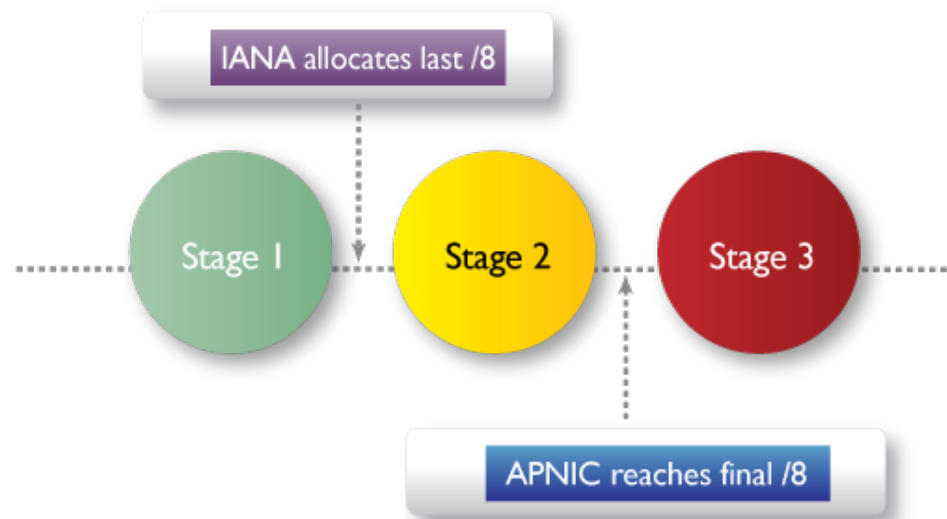 IANA allocates last /8
Stage 1
Stage 2
Stage 3
APNIC reaches final /8